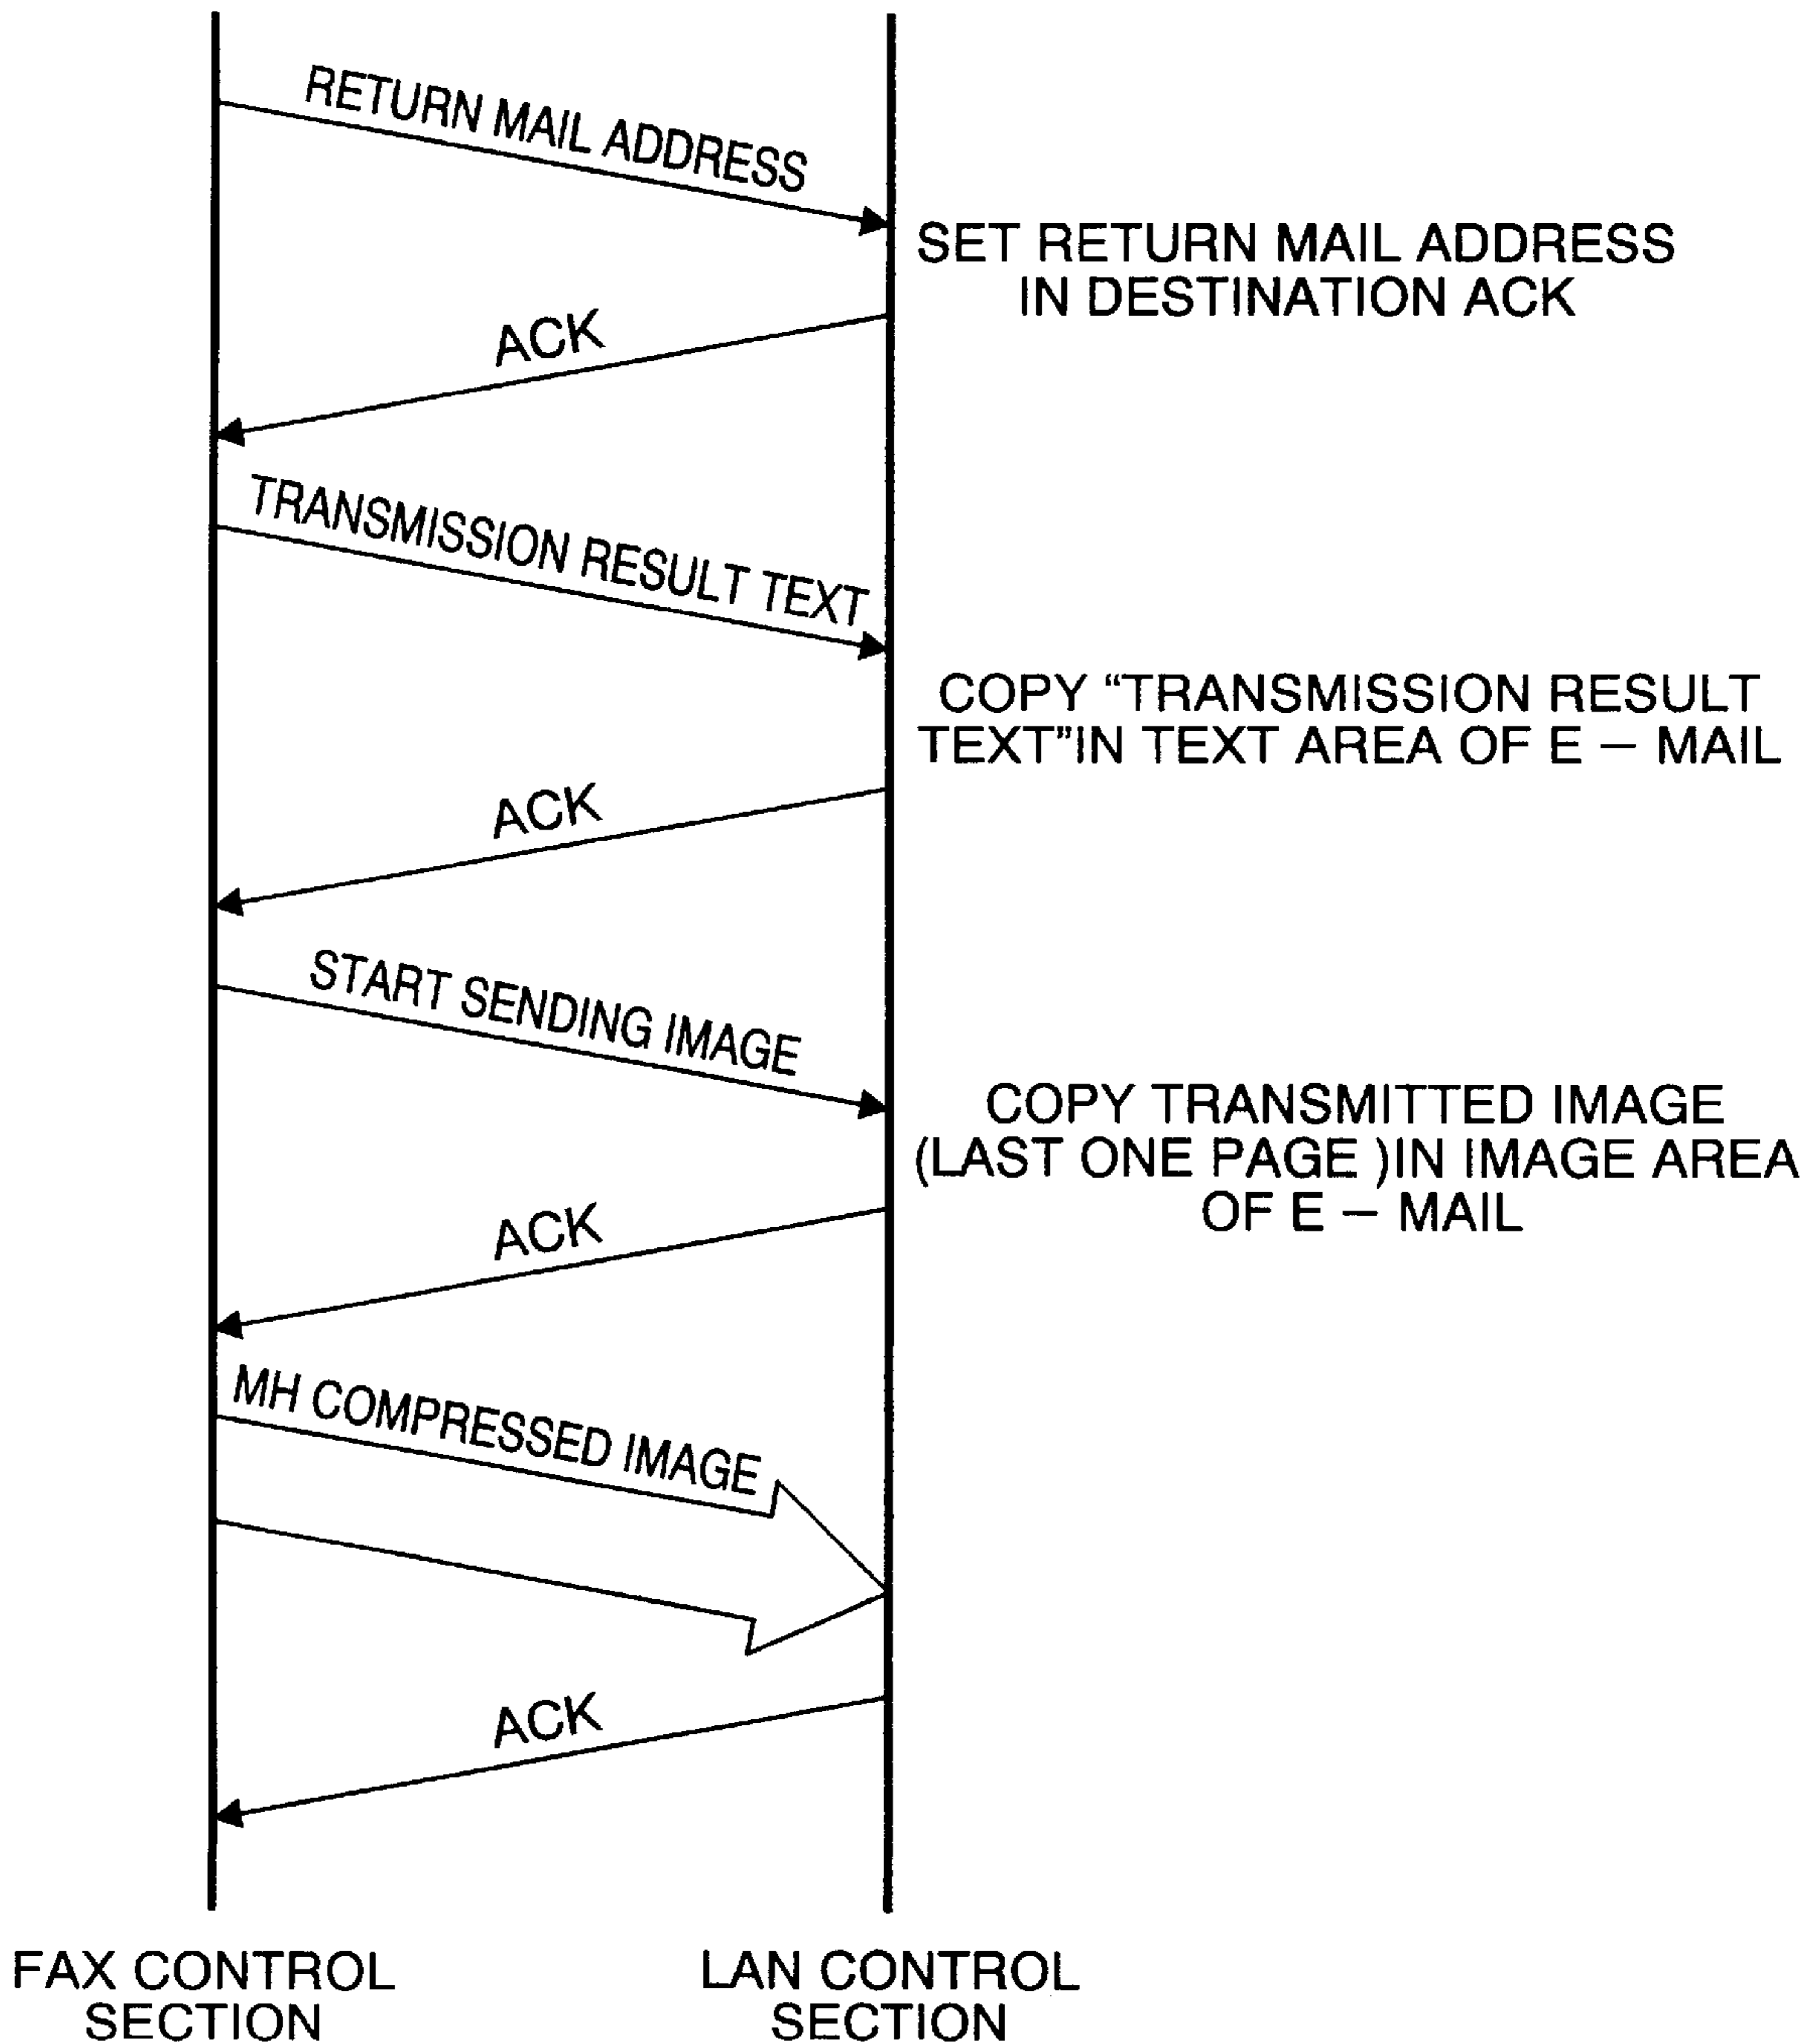 RETURN MAIL ADDRESS
SET RETURN MAIL ADDRESS
IN DESTINATION ACK
ACK
TRANSMISSION RESULT TEXT
COPY “TRANSMISSION RESULT
TEXT”IN TEXT AREA OF E – MAIL
ACK
START SENDING IMAGE
COPY TRANSMITTED IMAGE
(LAST ONE PAGE )IN IMAGE AREA
OF E – MAIL
ACK
MH COMPRESSED IMAGE
ACK
FAX CONTROL
SECTION
LAN CONTROL
SECTION